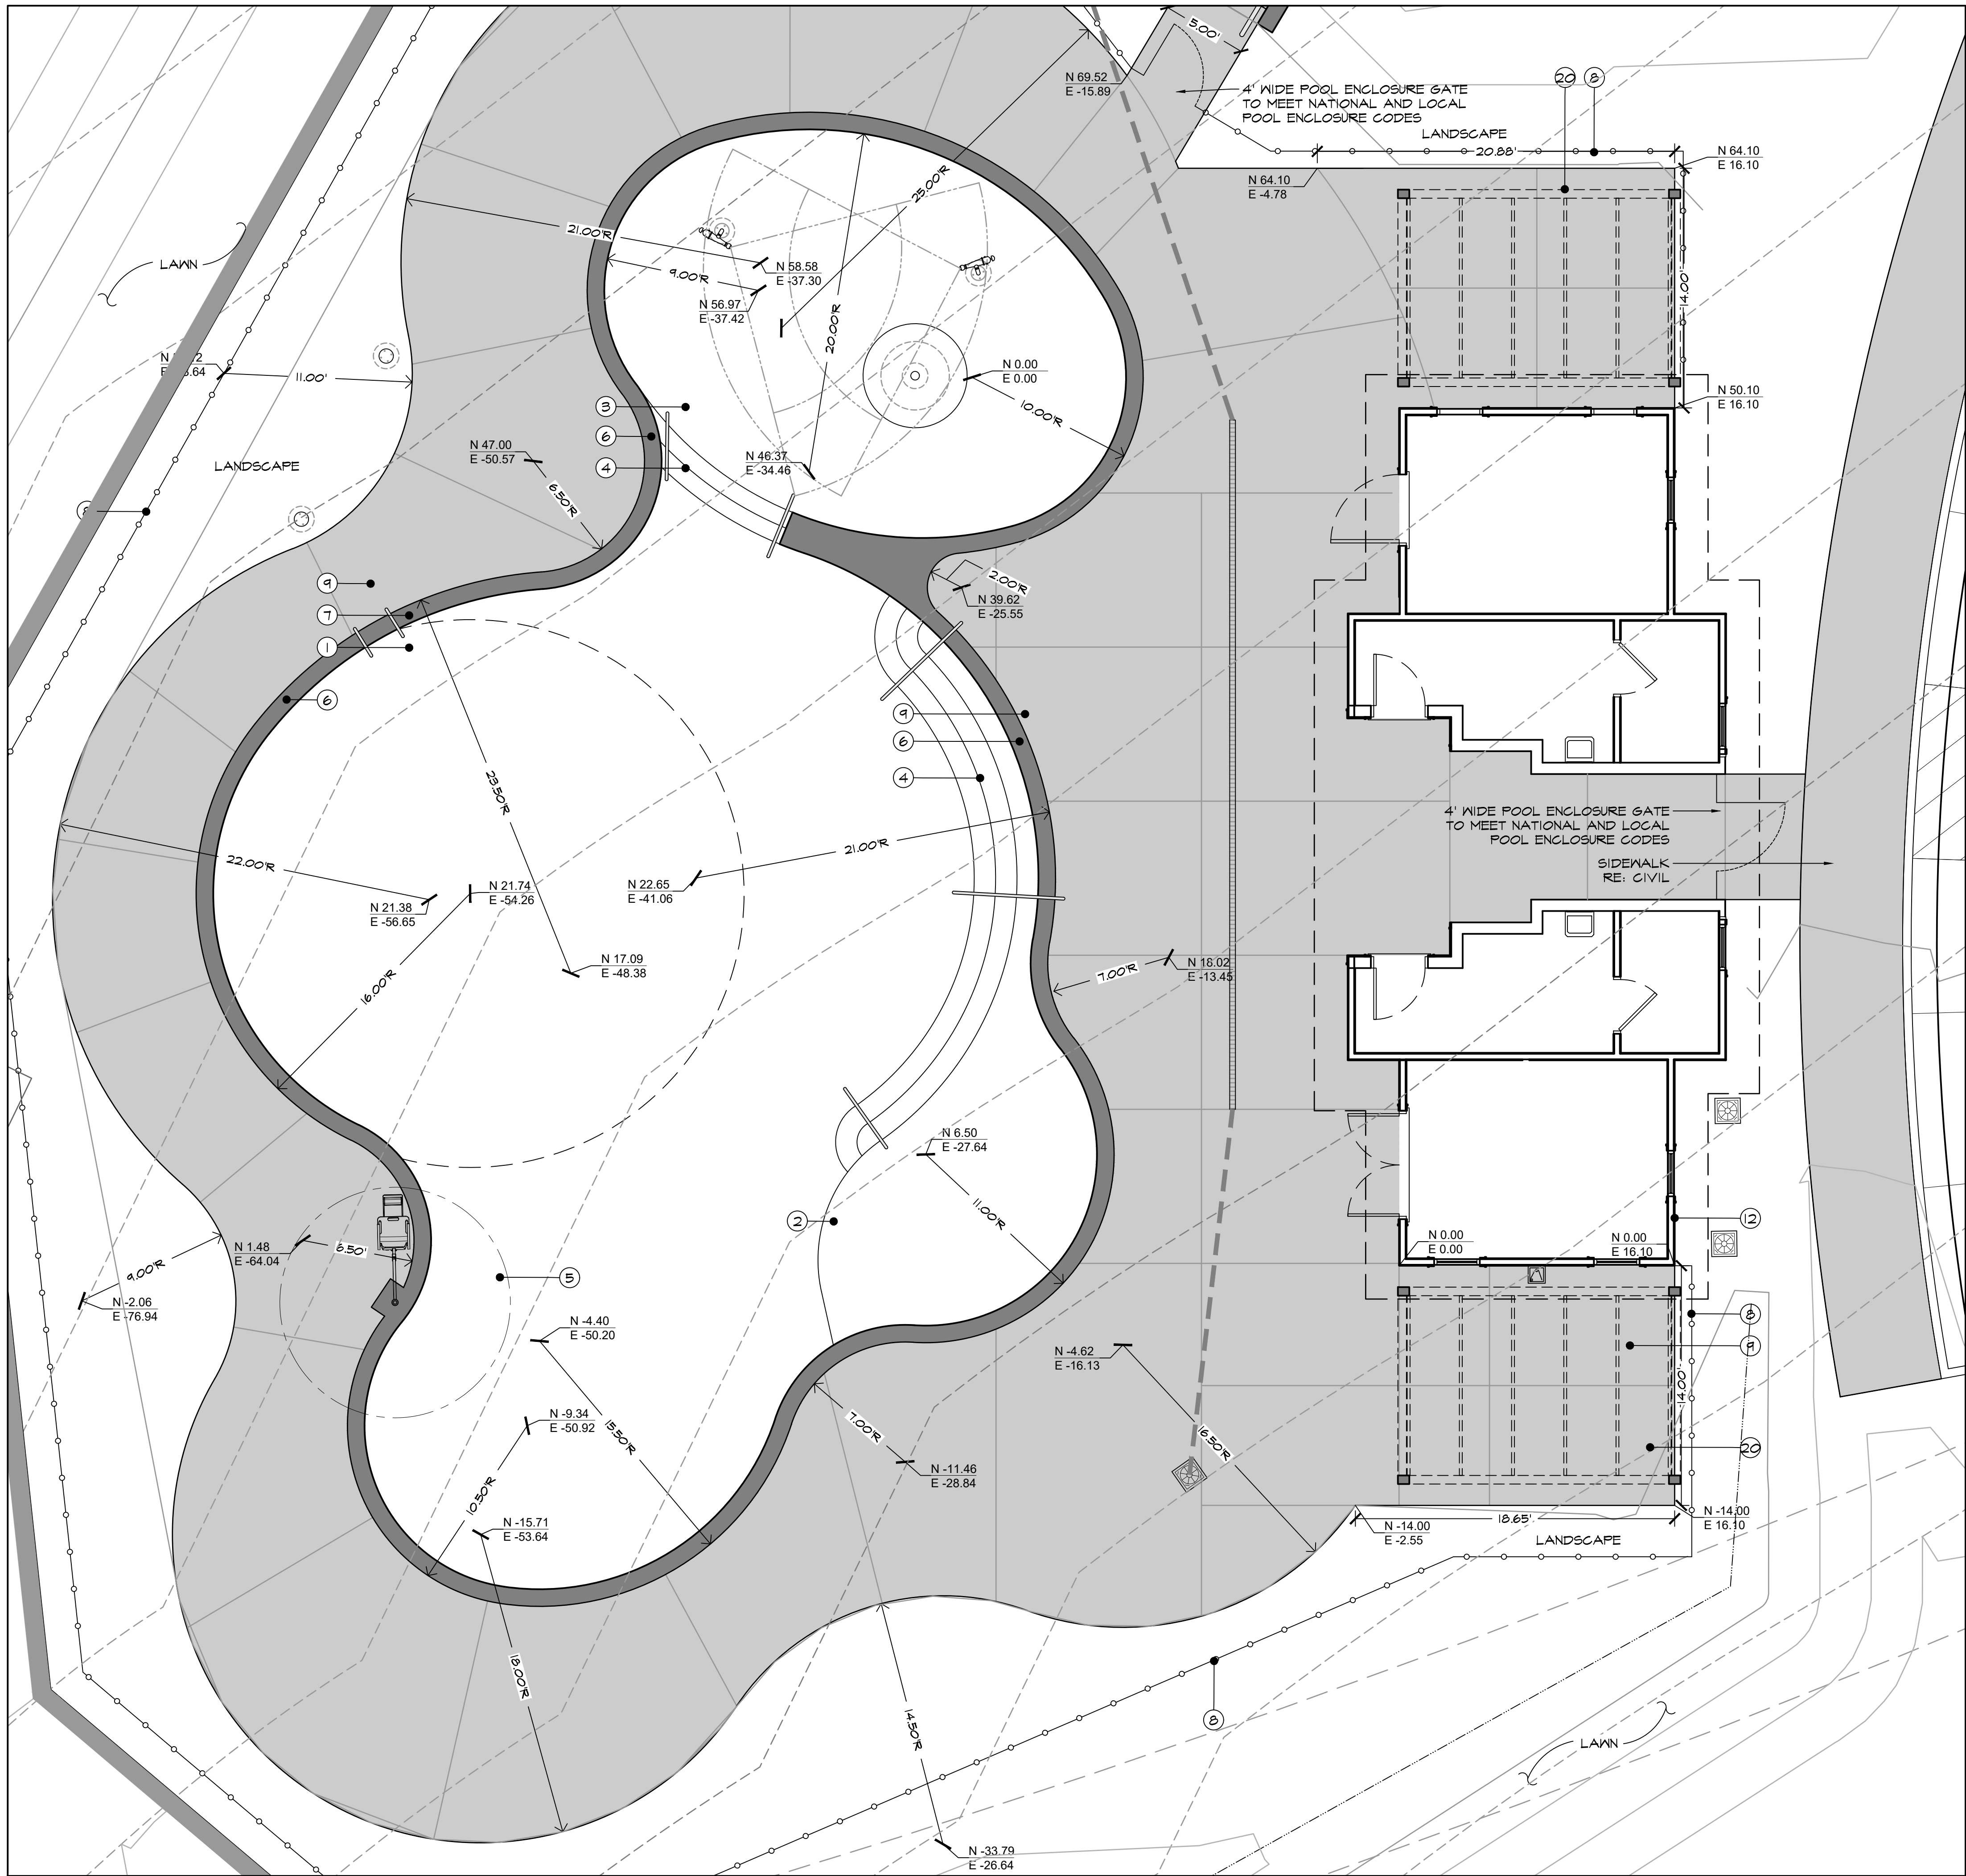 5.00'
N 69.52
E -15.89
4' WIDE POOL ENCLOSURE GATE
TO MEET NATIONAL AND LOCAL
POOL ENCLOSURE CODES
20
8
LANDSCAPE
20.88'
N 64.10
E 16.10
N 64.10
E -4.78
25.00'R
21.00'R
9.00'R
N 58.58
E -37.30
N 56.97
E -37.42
20.00'R
14.00'
LAWN
11.00'
N 0.00
E 0.00
10.00'R
N 50.10
E 16.10
3
6
4
N 47.00
E -50.57
N 46.37
E -34.46
6.50'R
LANDSCAPE
9
7
1
6
2.00'R
N 39.62
E -25.55
9
6
4
23.50'R
21.00'R
22.00'R
N 21.74
E -54.26
N 22.65
E -41.06
N 21.38
E -56.65
4' WIDE POOL ENCLOSURE GATE
TO MEET NATIONAL AND LOCAL
POOL ENCLOSURE CODES
SIDEWALK
RE: CIVIL
N 17.09
E -48.38
16.00'R
7.00'R
N 18.02
E -13.45
N 6.50
E -27.64
11.00'R
2
12
N 1.48
E -64.04
6.50'
5
N 0.00
E 0.00
N 0.00
E 16.10
9.00'R
N -2.06
E -76.94
N -4.40
E -50.20
N -4.62
E -16.13
8
9
14.00'
N -9.34
E -50.92
15.50'R
7.00'R
16.50'R
20
10.50'R
N -11.46
E -28.84
N -15.71
E -53.64
N -14.00
E -2.55
18.65'
N -14.00
E 16.10
LANDSCAPE
18.00'R
14.50'R
8
LAWN
N -33.79
E -26.64